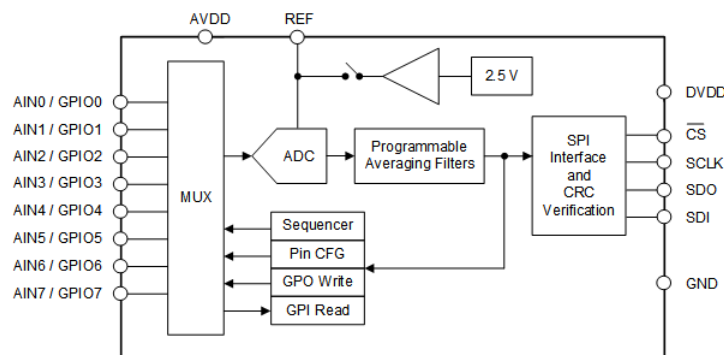 AVDD
REF
2.5 V
AIN0 / GPIO0
AIN1 / GPIO1
AIN2 / GPIO2
AIN3 / GPIO3
AIN4 / GPIO4
AIN5 / GPIO5
AIN6 / GPIO6
AIN7 / GPIO7
MUX
ADC
Programmable
Averaging Filters
Sequencer
Pin CFG
GPO Write
GPI Read
SPI
Interface
and
CRC
Verification
DVDD
CS
SCLK
SDO
SDI
GND